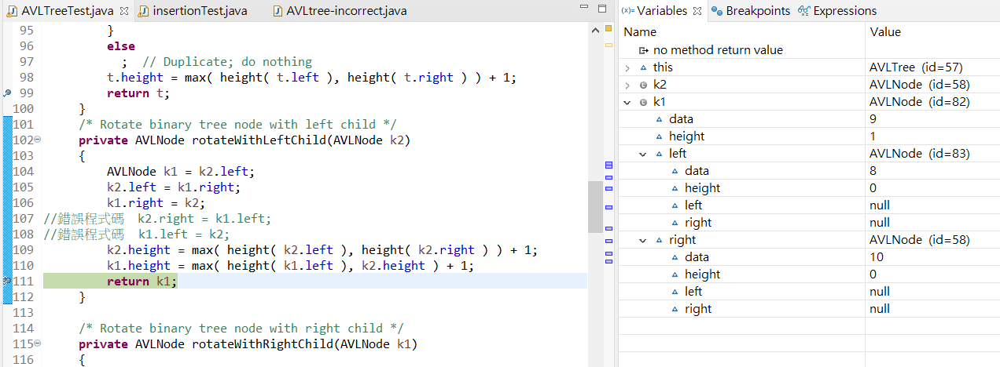 AVLTreeTest.java
insertionTest.java
AVLtree-incorrect.java
95 }
96 else
97 ; // Duplicate; do nothing
98 t.height = max( height( t.left ), height( t.right ) ) + 1;
99 return t;
100 }
101 /* Rotate binary tree node with left child */
102 private AVLNode rotateWithLeftChild(AVLNode k2)
103 {
104 AVLNode k1 = k2.left;
105 k2.left = k1.right;
106 k1.right = k2;
107 //錯誤程式碼 k2.right = k1.left;
108 //錯誤程式碼 k1.left = k2;
109 k2.height = max( height( k2.left ), height( k2.right ) ) + 1;
110 k1.height = max( height( k1.left ), k2.height ) + 1;
111 return k1;
112 }
113
114 /* Rotate binary tree node with right child */
115 private AVLNode rotateWithRightChild(AVLNode k1)
116 {
(x)= Variables
Breakpoints
Expressions
Name Value
no method return value
this AVLTree (id=57)
k2 AVLNode (id=58)
k1 AVLNode (id=82)
data 9
height 1
left AVLNode (id=83)
data 8
height 0
left null
right null
right AVLNode (id=58)
data 10
height 0
left null
right null